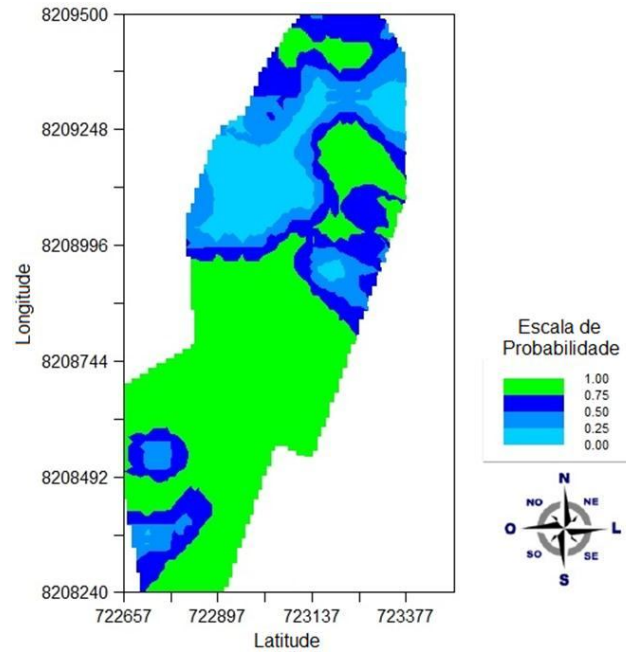 8209500
8209248
8208996
8208744
8208492
8208240
Longitude
722657
722897
723137
723377
Latitude
Escala de
Probabilidade
1.00
0.75
0.50
0.25
0.00
N
NO
NE
O
L
SO
SE
S